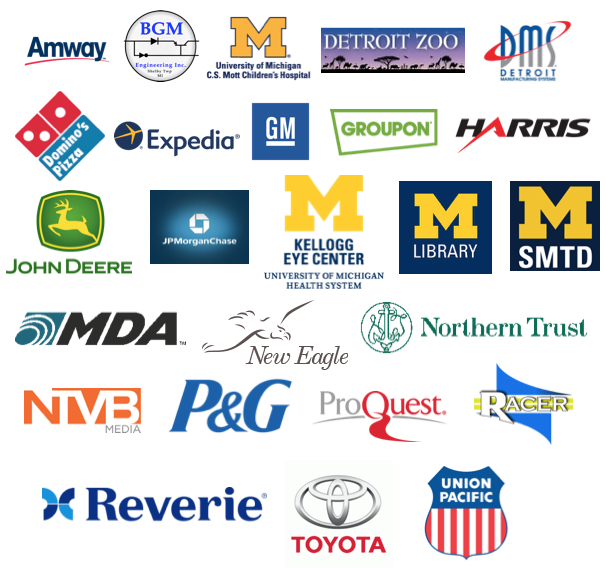 Amway
BGM
Engineering Inc.
Shelby Twp
MI
M
University of Michigan
C.S. Mott Children's Hospital
DETROIT ZOO
DMS
DETROIT
MANUFACTURING SYSTEMS
Domino's
Pizza
Expedia®
GM
GROUPON®
HARRIS
JOHN DEERE
JPMORGANCHASE
M
KELLOGG
EYE CENTER
UNIVERSITY OF MICHIGAN
HEALTH SYSTEM
M
LIBRARY
M
SMTD
MDA™
New Eagle
Northern Trust
NTVB
MEDIA
P&G
ProQuest®
RACER
Reverie®
TOYOTA
UNION
PACIFIC